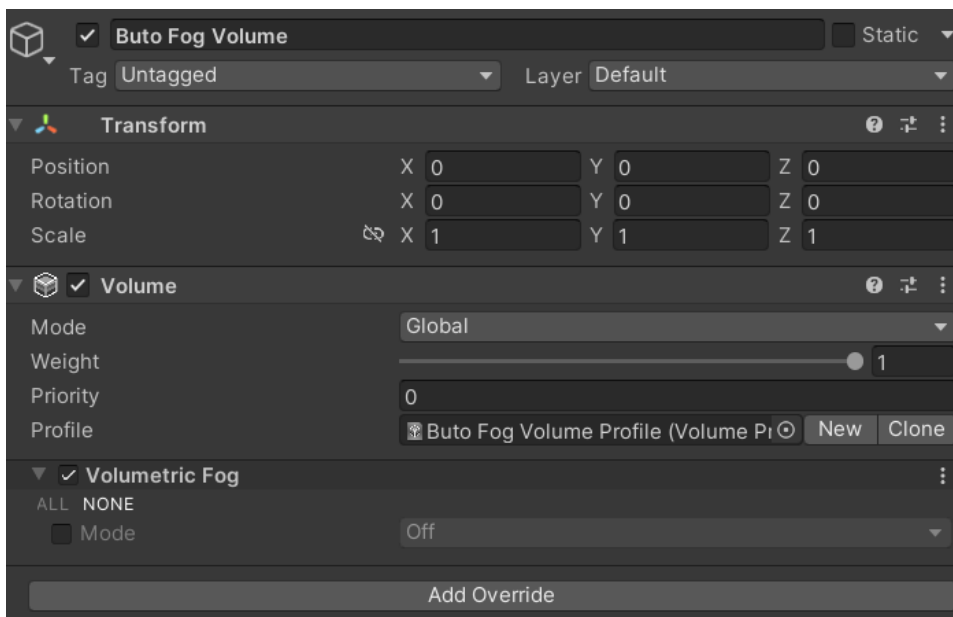 Buto Fog Volume Static
Tag Untagged Layer Default
Transform
Position X 0 Y 0 Z 0
Rotation X 0 Y 0 Z 0
Scale X 1 Y 1 Z 1
Volume
Mode Global
Weight 1
Priority 0
Profile Buto Fog Volume Profile (Volume Pr New Clone
Volumetric Fog
ALL NONE
Mode Off
Add Override